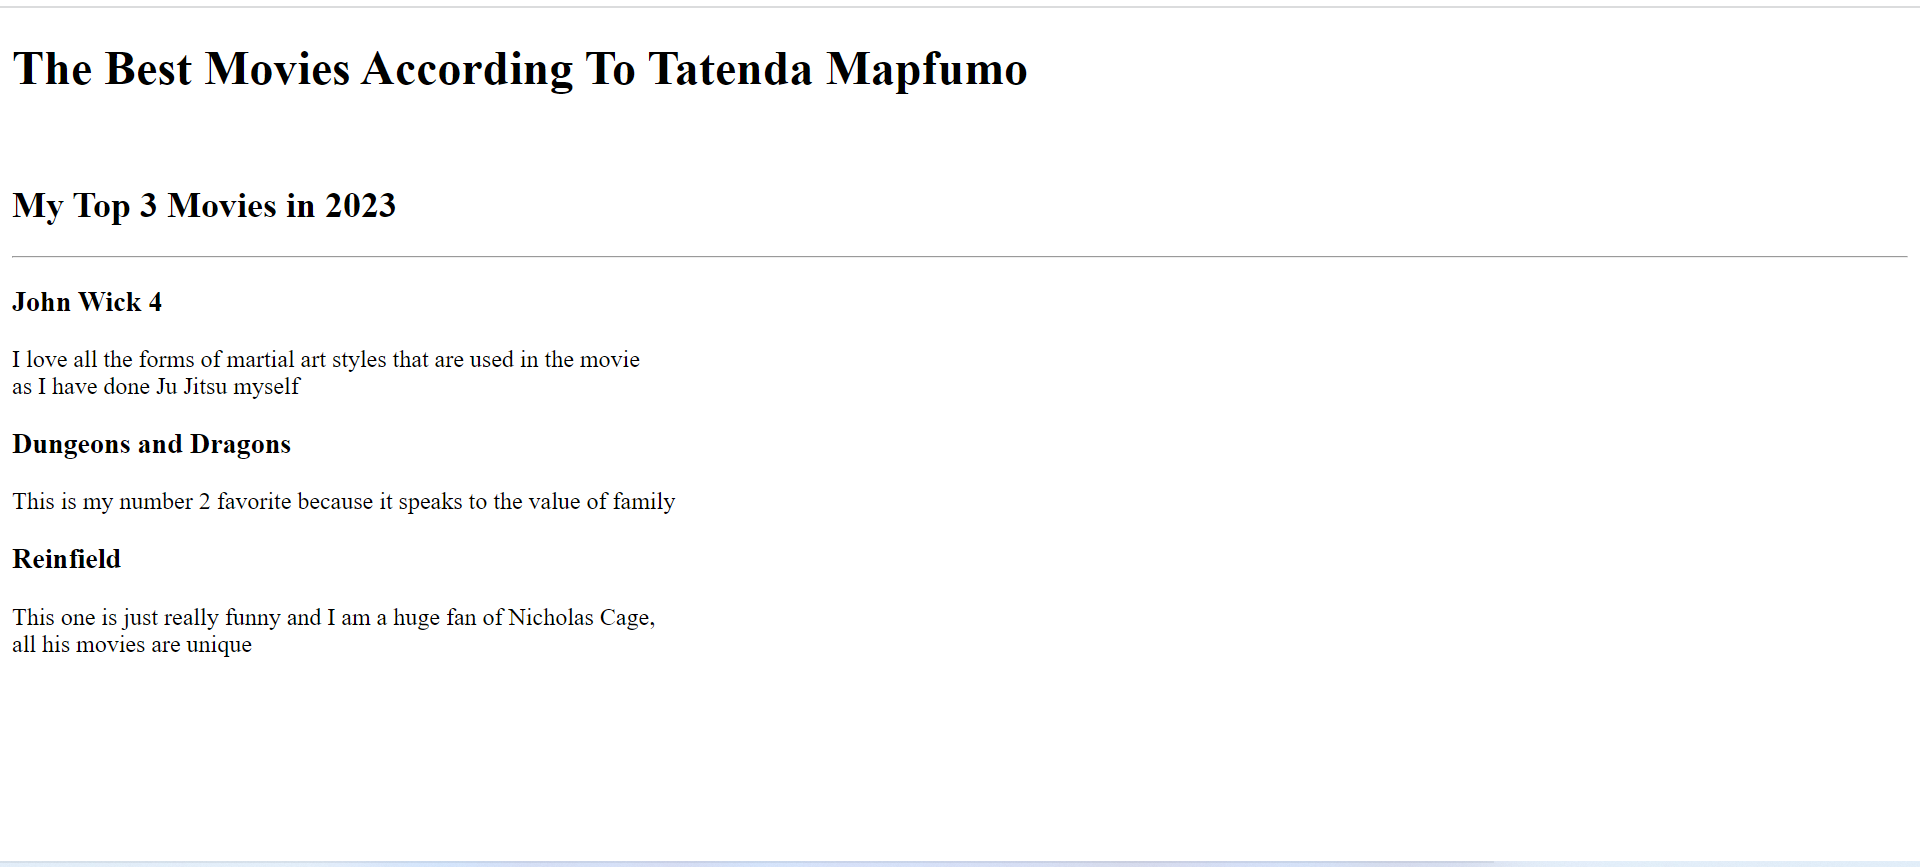 The Best Movies According To Tatenda Mapfumo
My Top 3 Movies in 2023
John Wick 4
I love all the forms of martial art styles that are used in the movie
as I have done Ju Jitsu myself
Dungeons and Dragons
This is my number 2 favorite because it speaks to the value of family
Reinfield
This one is just really funny and I am a huge fan of Nicholas Cage,
all his movies are unique